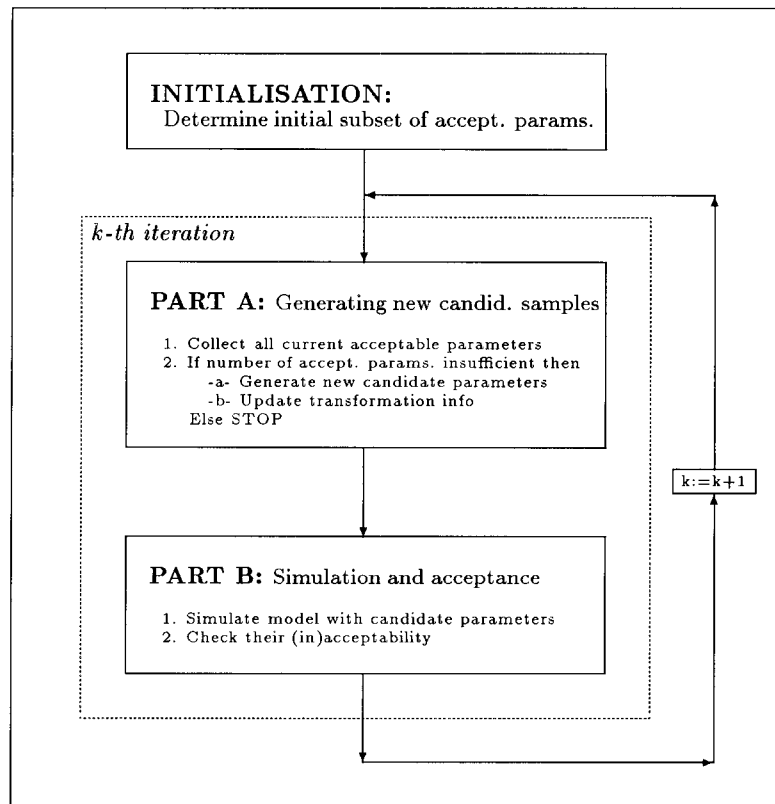 INITIALISATION:
Determine initial subset of accept. params.
k-th iteration
PART A: Generating new candid. samples
1. Collect all current acceptable parameters
2. If number of accept. params. insufficient then
-a- Generate new candidate parameters
-b- Update transformation info
Else STOP
k:=k+1
PART B: Simulation and acceptance
1. Simulate model with candidate parameters
2. Check their (in)acceptability